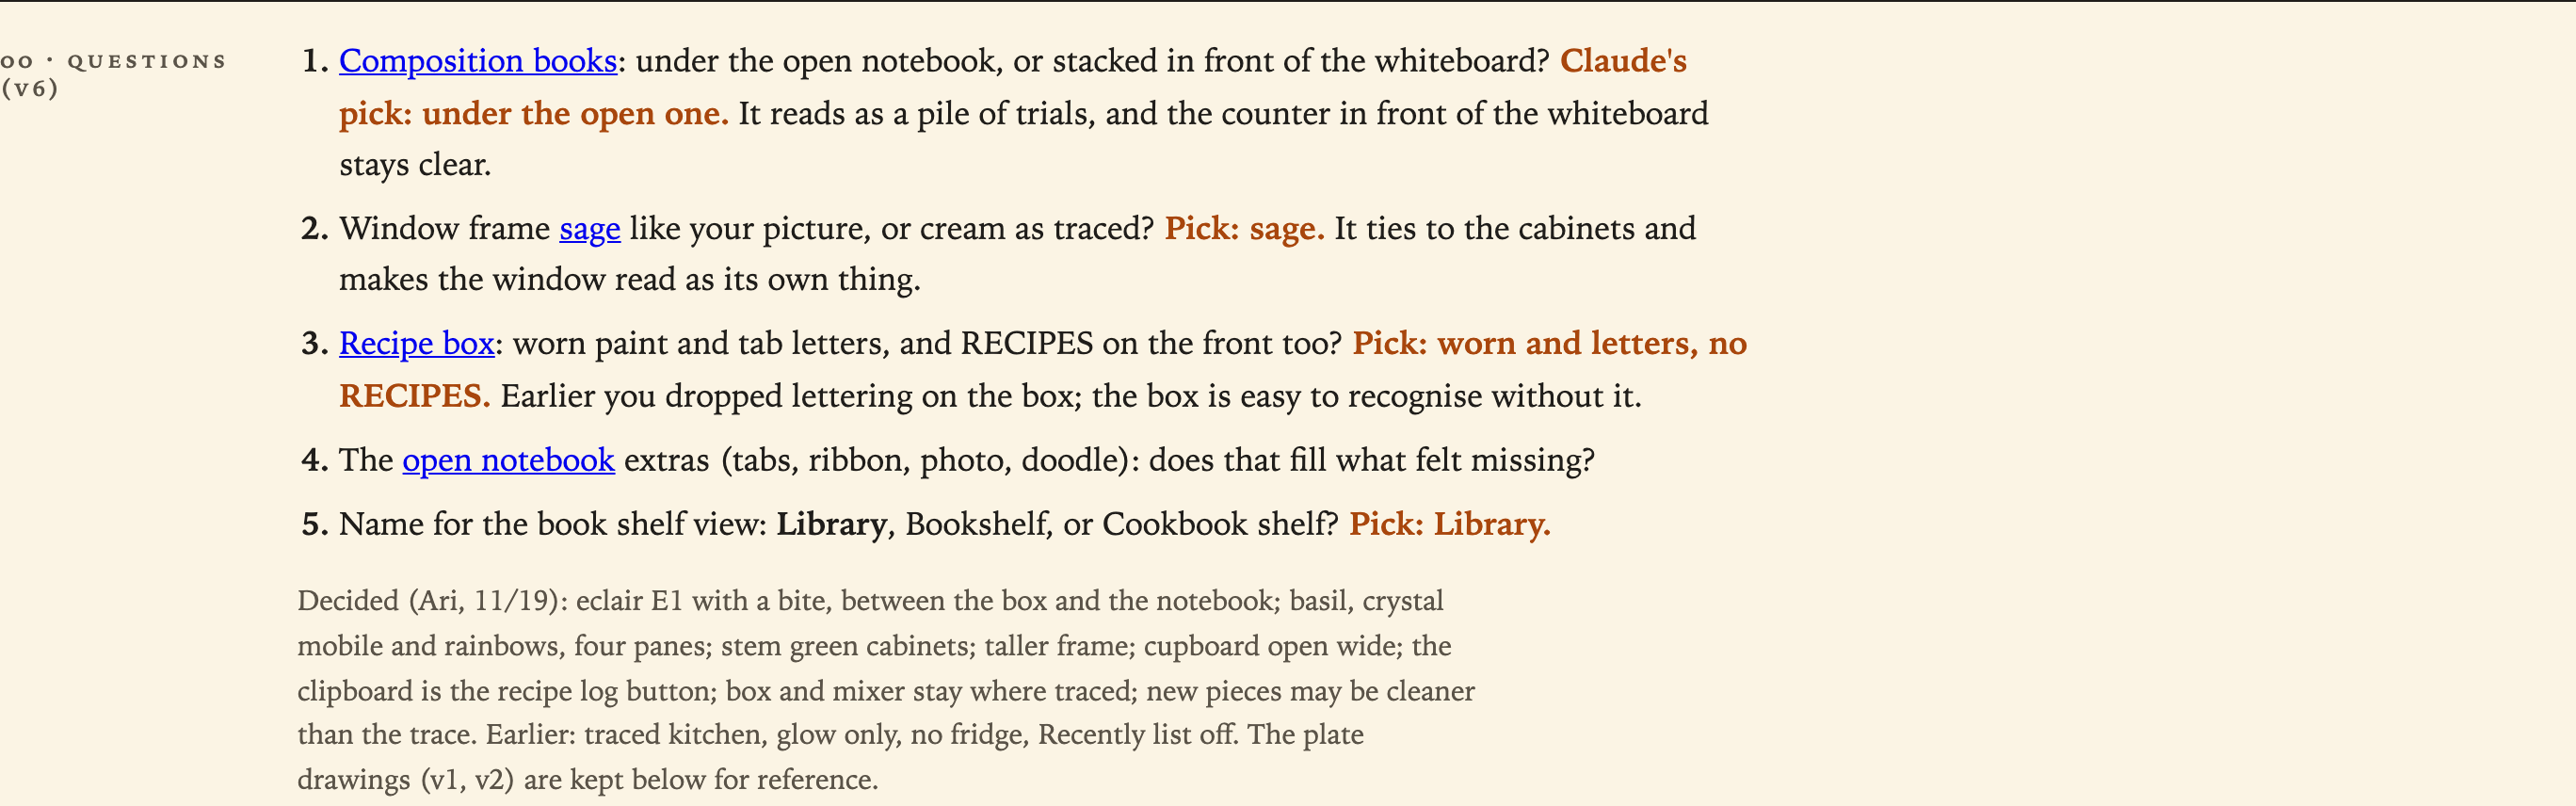 00 · QUESTIONS
(v6)
1. Composition books: under the open notebook, or stacked in front of the whiteboard? Claude's
pick: under the open one. It reads as a pile of trials, and the counter in front of the whiteboard
stays clear.
2. Window frame sage like your picture, or cream as traced? Pick: sage. It ties to the cabinets and
makes the window read as its own thing.
3. Recipe box: worn paint and tab letters, and RECIPES on the front too? Pick: worn and letters, no
RECIPES. Earlier you dropped lettering on the box; the box is easy to recognise without it.
4. The open notebook extras (tabs, ribbon, photo, doodle): does that fill what felt missing?
5. Name for the book shelf view: Library, Bookshelf, or Cookbook shelf? Pick: Library.
Decided (Ari, 11/19): eclair E1 with a bite, between the box and the notebook; basil, crystal
mobile and rainbows, four panes; stem green cabinets; taller frame; cupboard open wide; the
clipboard is the recipe log button; box and mixer stay where traced; new pieces may be cleaner
than the trace. Earlier: traced kitchen, glow only, no fridge, Recently list off. The plate
drawings (v1, v2) are kept below for reference.